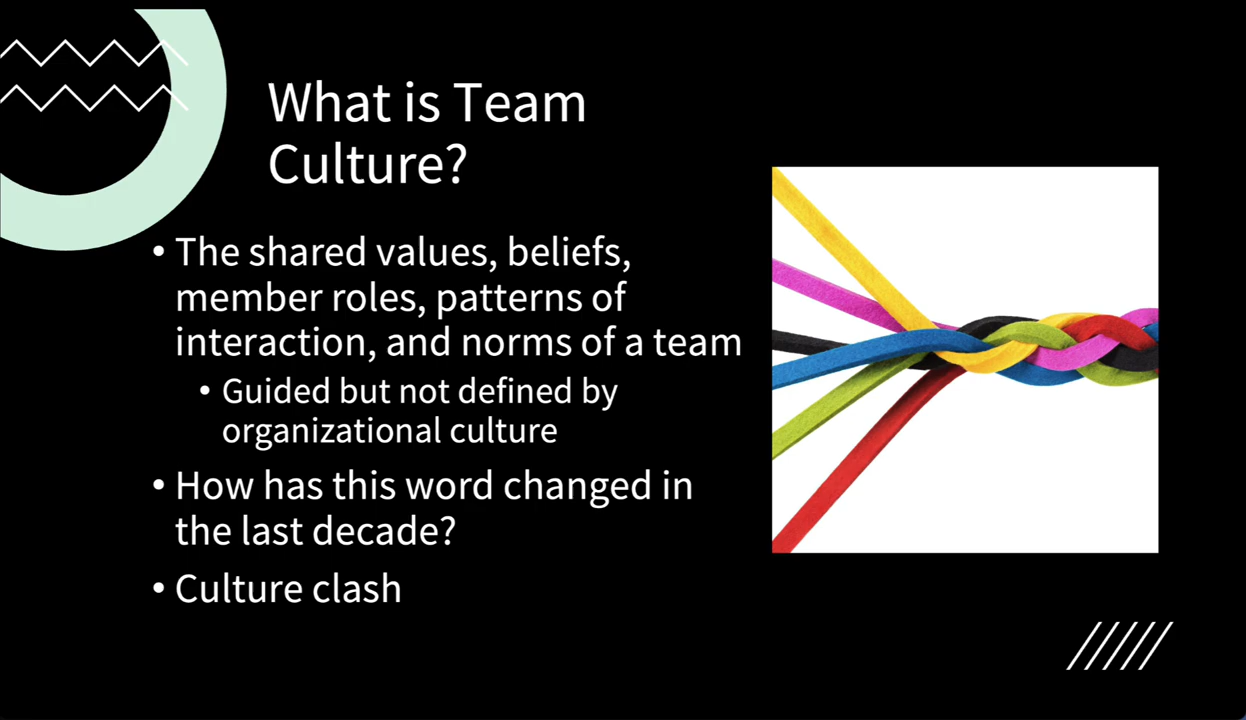 What is Team
Culture?
• The shared values, beliefs,
member roles, patterns of
interaction, and norms of a team
• Guided but not defined by
organizational culture
• How has this word changed in
the last decade?
• Culture clash